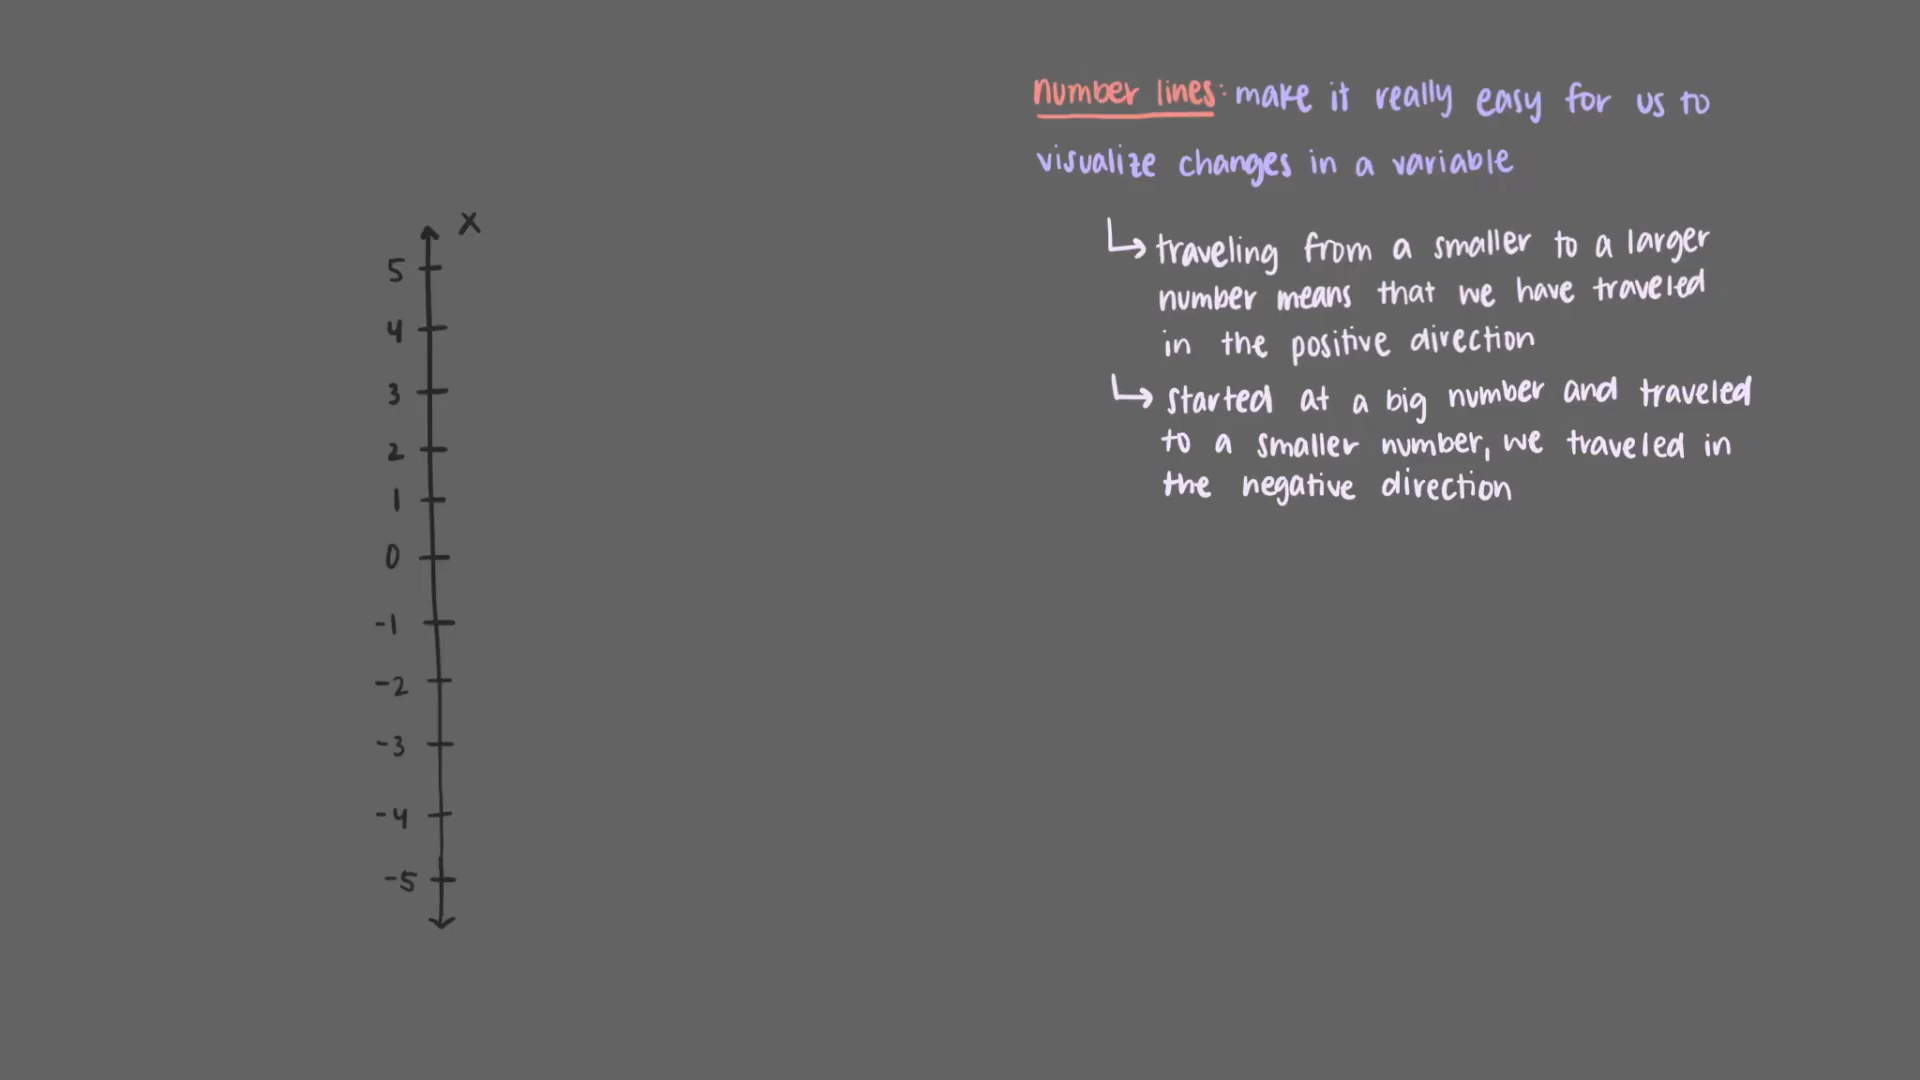 number lines: make it really easy for us to
visualize changes in a variable
↳ traveling from a smaller to a larger
number means that we have traveled
in the positive direction
↳ started at a big number and traveled
to a smaller number, we traveled in
the negative direction
x
5
4
3
2
1
0
-1
-2
-3
-4
-5